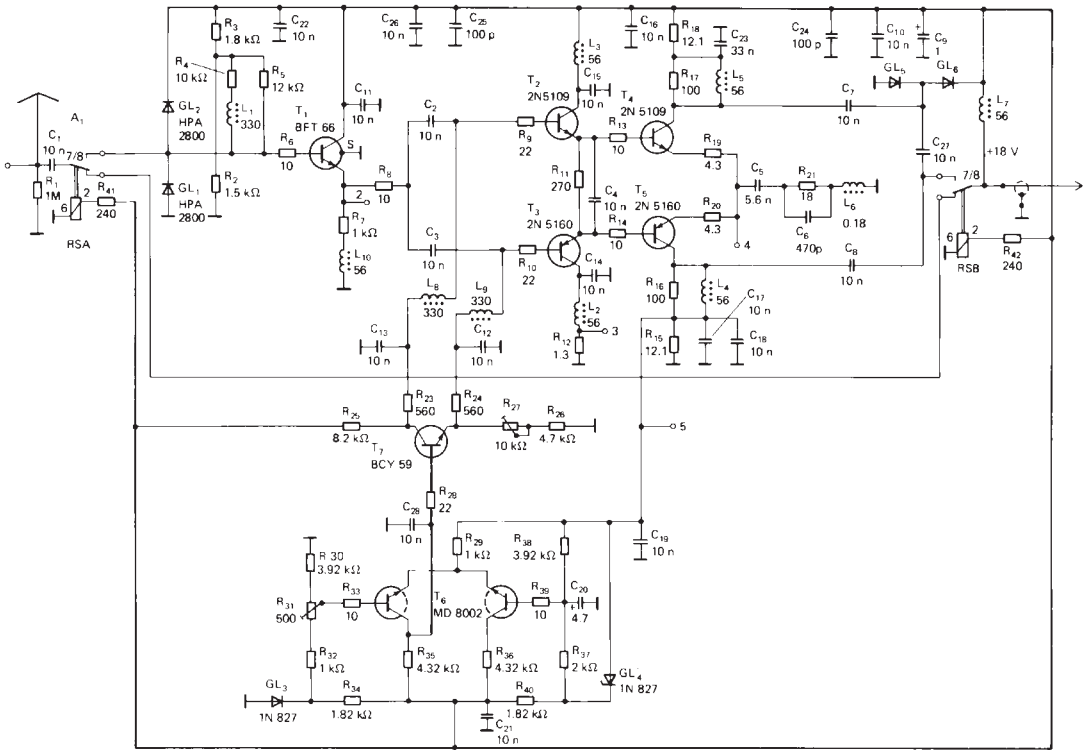 R3
1.8 kΩ
C22
10 n
C26
10 n
C25
100 p
C16
10 n
R18
12.1
C23
33 n
C24
100 p
C10
10 n
C9
+
1
R4
10 kΩ
R5
12 kΩ
L3
56
L5
56
GL5
GL6
A1
GL2
HPA
2800
L1
330
C11
10 n
T2
2N5109
C15
10 n
R17
100
T4
2N 5109
C7
10 n
L7
56
T1
BFT 66
C2
10 n
C1
10 n
7/8
R6
10
S
R9
22
R13
10
R19
4.3
C27
10 n
+18 V
R1
1M
2
6
R41
240
RSA
GL1
HPA
2800
R2
1.5 kΩ
R8
10
2
R11
270
C4
10 n
C5
5.6 n
R21
18
L6
0.18
7/8
R7
1 kΩ
T3
2N 5160
R14
10
T5
2N 5160
R20
4.3
C6
470p
4
6
2
R42
240
RSB
C3
10 n
L10
56
R10
22
C14
10 n
C8
10 n
L8
330
L9
330
R16
100
L4
56
C17
10 n
L2
56
3
C13
10 n
C12
10 n
R12
1.3
R15
12.1
C18
10 n
R23
560
R24
560
R25
8.2 kΩ
R27
10 kΩ
R26
4.7 kΩ
5
T7
BCY 59
R28
22
C28
10 n
R29
1 kΩ
R38
3.92 kΩ
C19
10 n
R 30
3.92 kΩ
R31
500
R33
10
T6
MD 8002
R39
10
C20
+
4.7
R32
1 kΩ
R35
4.32 kΩ
R36
4.32 kΩ
R37
2 kΩ
GL4
1N 827
GL3
1N 827
R34
1.82 kΩ
R40
1.82 kΩ
C21
10 n